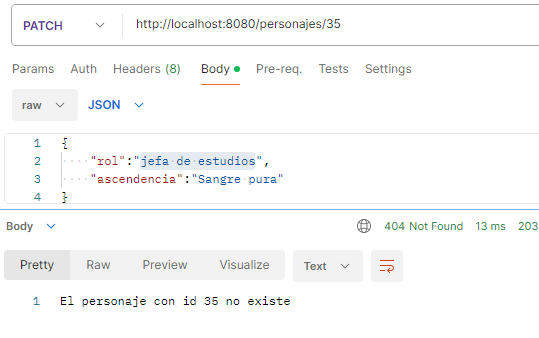 PATCH http://localhost:8080/personajes/35
Params Auth Headers (8) Body Pre-req. Tests Settings
raw JSON
1 {
2 "rol":"jefa de estudios",
3 "ascendencia":"Sangre pura"
4 }
Body 404 Not Found 13 ms 203
Pretty Raw Preview Visualize Text
1 El personaje con id 35 no existe